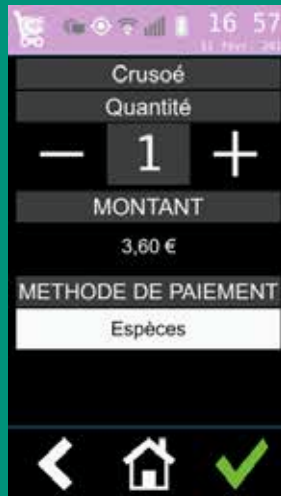 16 57
Crusoé
Quantité
— 1 +
MONTANT
3,60 €
METHODE DE PAIEMENT
Espèces